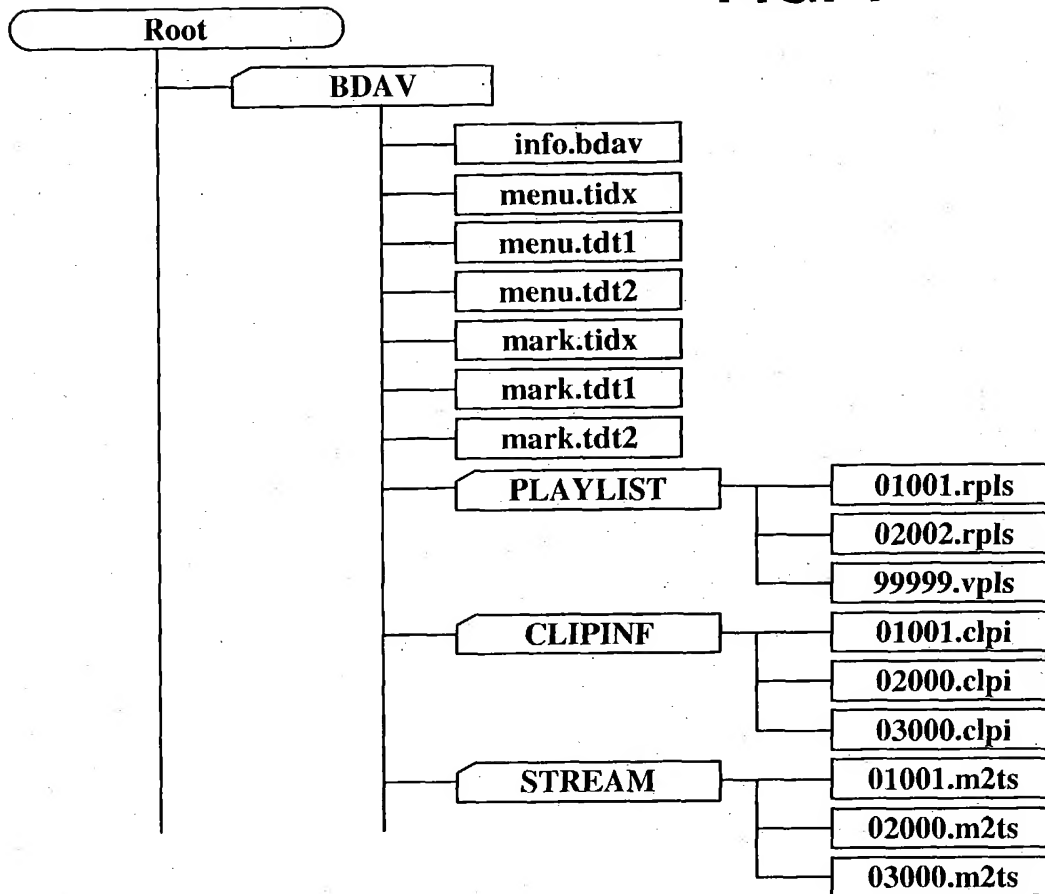 Root
BDAV
info.bdav
menu.tidx
menu.tdt1
menu.tdt2
mark.tidx
mark.tdt1
mark.tdt2
PLAYLIST
01001.rpls
02002.rpls
99999.vpls
CLIPINF
01001.clpi
02000.clpi
03000.clpi
STREAM
01001.m2ts
02000.m2ts
03000.m2ts